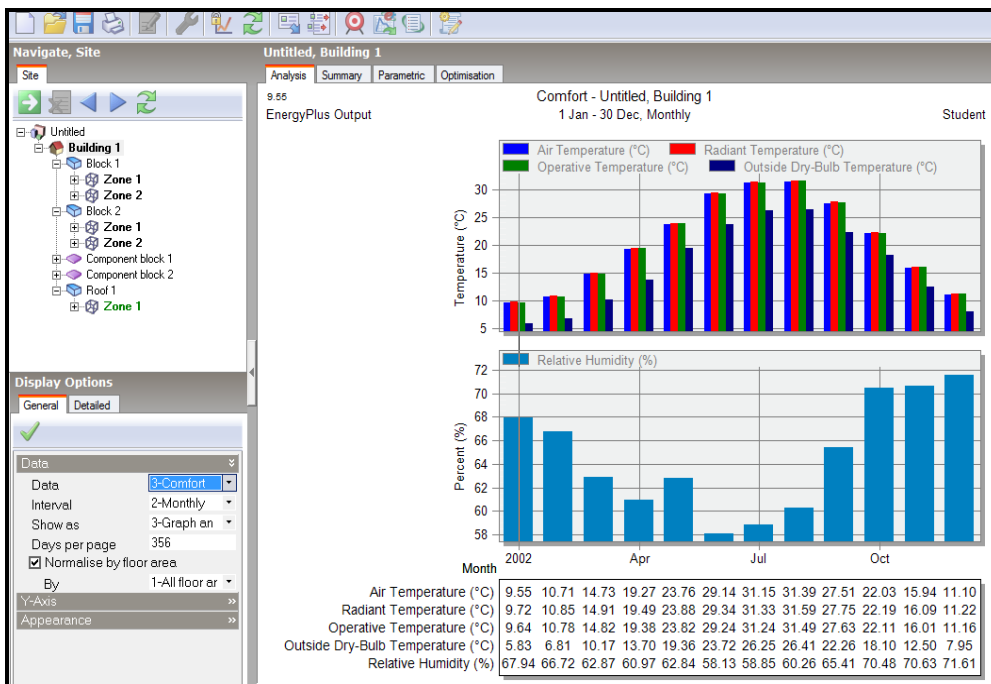 Navigate, Site
Site
Untitled
Building 1
Block 1
Zone 1
Zone 2
Block 2
Zone 1
Zone 2
Component block 1
Component block 2
Roof 1
Zone 1
Display Options
General Detailed
Data
Data 3-Comfort
Interval 2-Monthly
Show as 3-Graph an
Days per page 356
Normalise by floor area
By 1-All floor ar
Y-Axis
Appearance
Untitled, Building 1
Analysis Summary Parametric Optimisation
9.55 Comfort - Untitled, Building 1
EnergyPlus Output 1 Jan - 30 Dec, Monthly Student
Air Temperature (°C) Radiant Temperature (°C)
Operative Temperature (°C) Outside Dry-Bulb Temperature (°C)
Temperature (°C)
30
25
20
15
10
5
Relative Humidity (%)
Percent (%)
72
70
68
66
64
62
60
58
Month 2002 Apr Jul Oct
Air Temperature (°C) 9.55 10.71 14.73 19.27 23.76 29.14 31.15 31.39 27.51 22.03 15.94 11.10
Radiant Temperature (°C) 9.72 10.85 14.91 19.49 23.88 29.34 31.33 31.59 27.75 22.19 16.09 11.22
Operative Temperature (°C) 9.64 10.78 14.82 19.38 23.82 29.24 31.24 31.49 27.63 22.11 16.01 11.16
Outside Dry-Bulb Temperature (°C) 5.83 6.81 10.17 13.70 19.36 23.72 26.25 26.41 22.26 18.10 12.50 7.95
Relative Humidity (%) 67.94 66.72 62.87 60.97 62.84 58.13 58.85 60.26 65.41 70.48 70.63 71.61